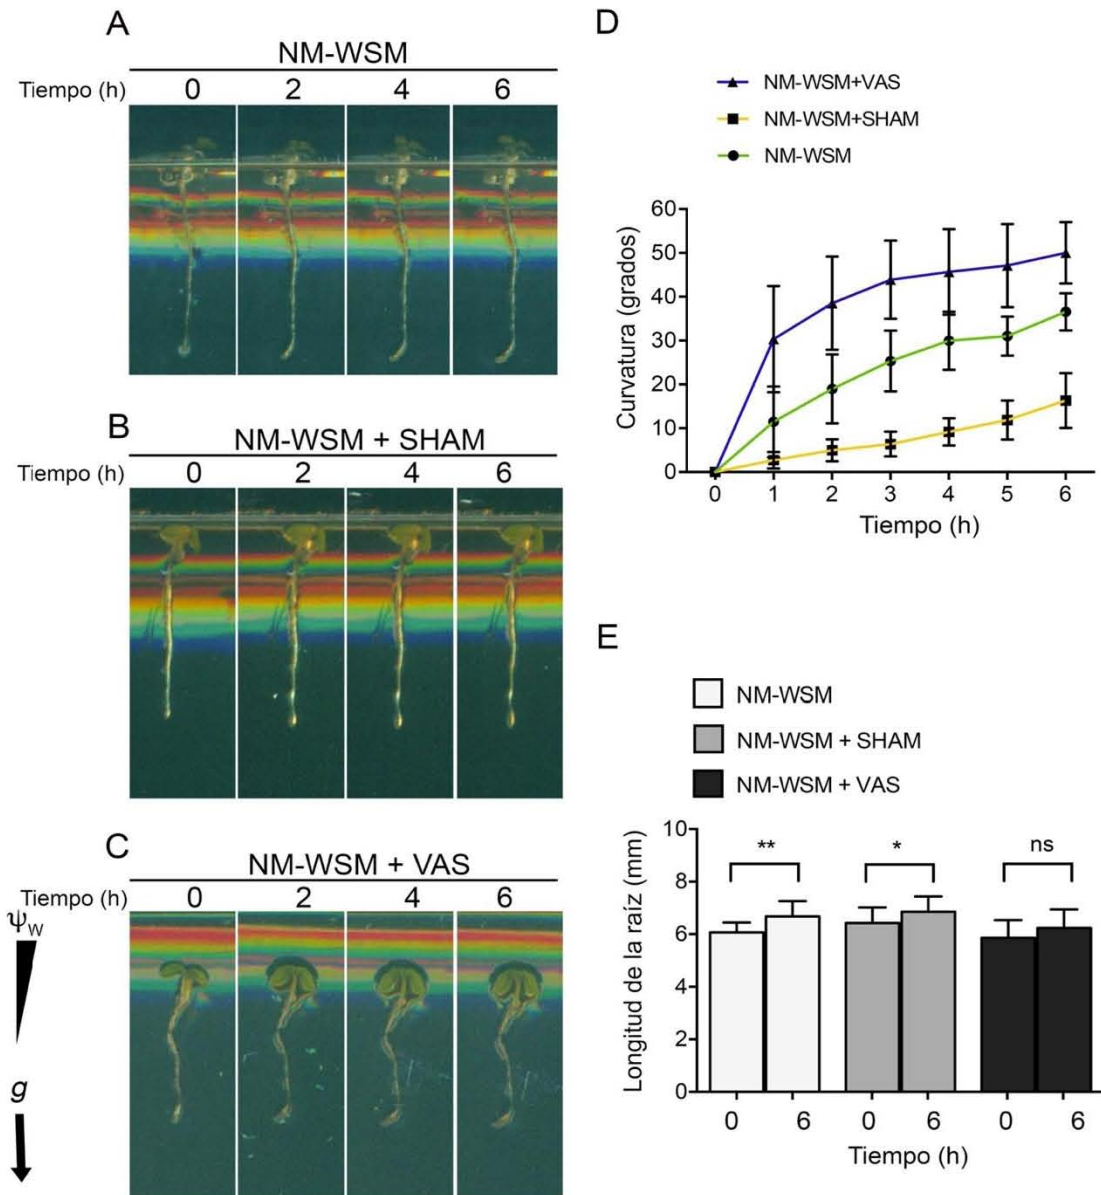 A
NM-WSM
Tiempo (h) 0 2 4 6
B
NM-WSM + SHAM
Tiempo (h) 0 2 4 6
C
NM-WSM + VAS
Tiempo (h) 0 2 4 6
ΨW
g
D
NM-WSM+VAS
NM-WSM+SHAM
NM-WSM
Curvatura (grados)
60
50
40
30
20
10
0
0 1 2 3 4 5 6
Tiempo (h)
E
NM-WSM
NM-WSM + SHAM
NM-WSM + VAS
Longitud de la raíz (mm)
10
8
6
4
2
0
** * ns
0 6 0 6 0 6
Tiempo (h)